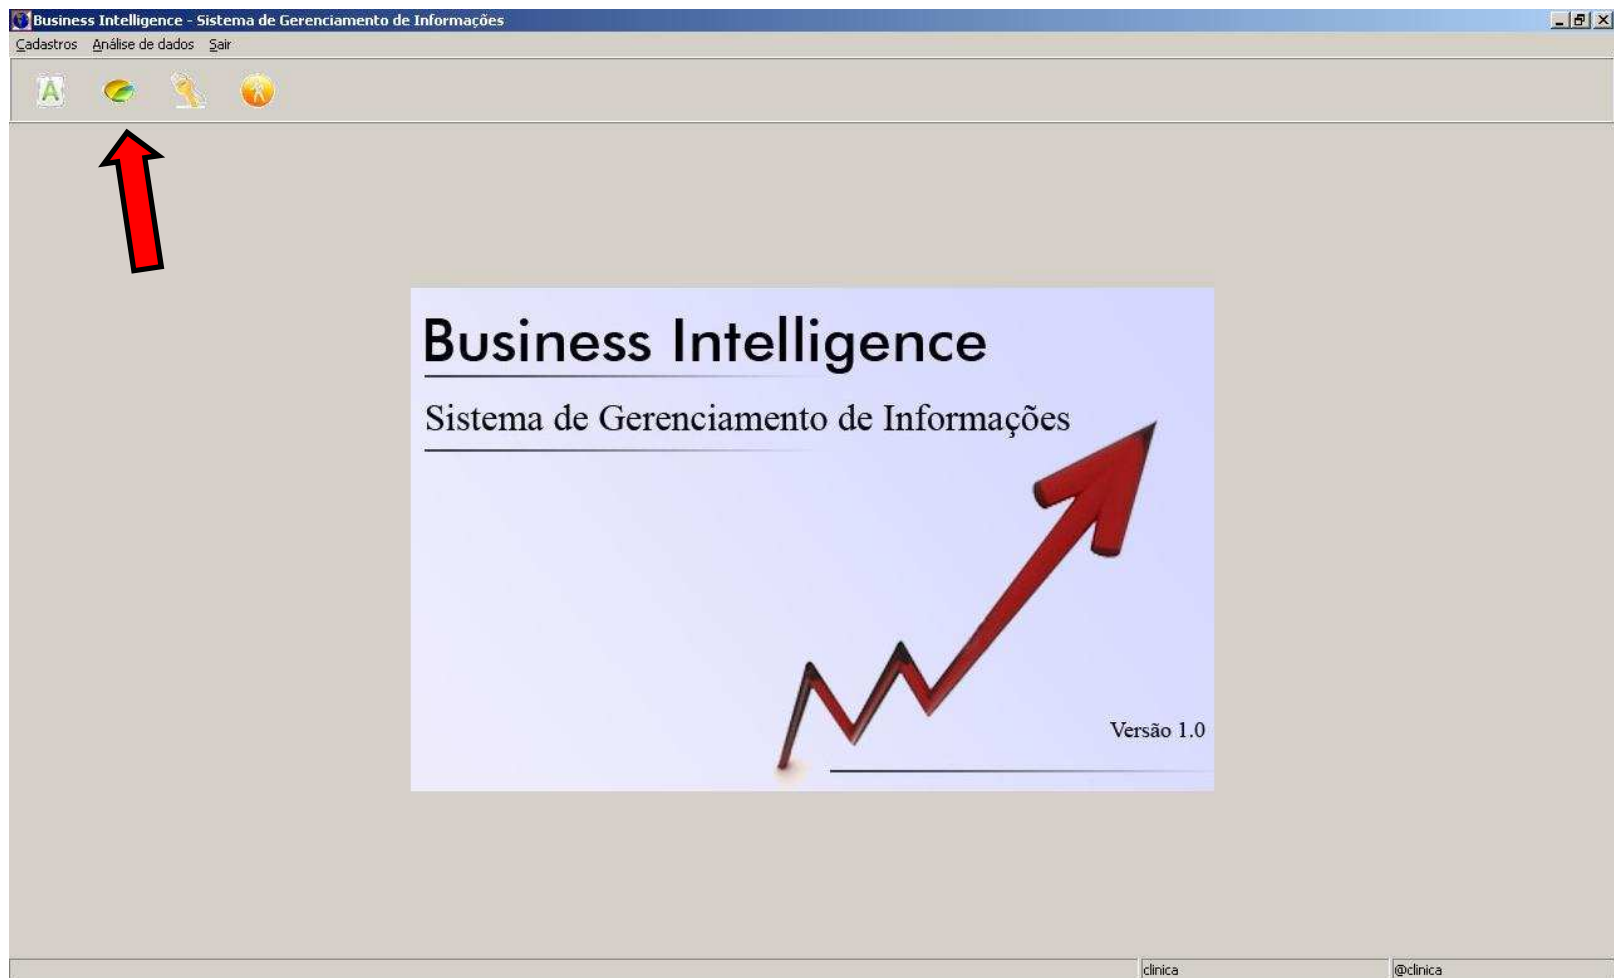 Business Intelligence - Sistema de Gerenciamento de Informações
Cadastros Análise de dados Sair
A
Business Intelligence
Sistema de Gerenciamento de Informações
Versão 1.0
clinica @clinica